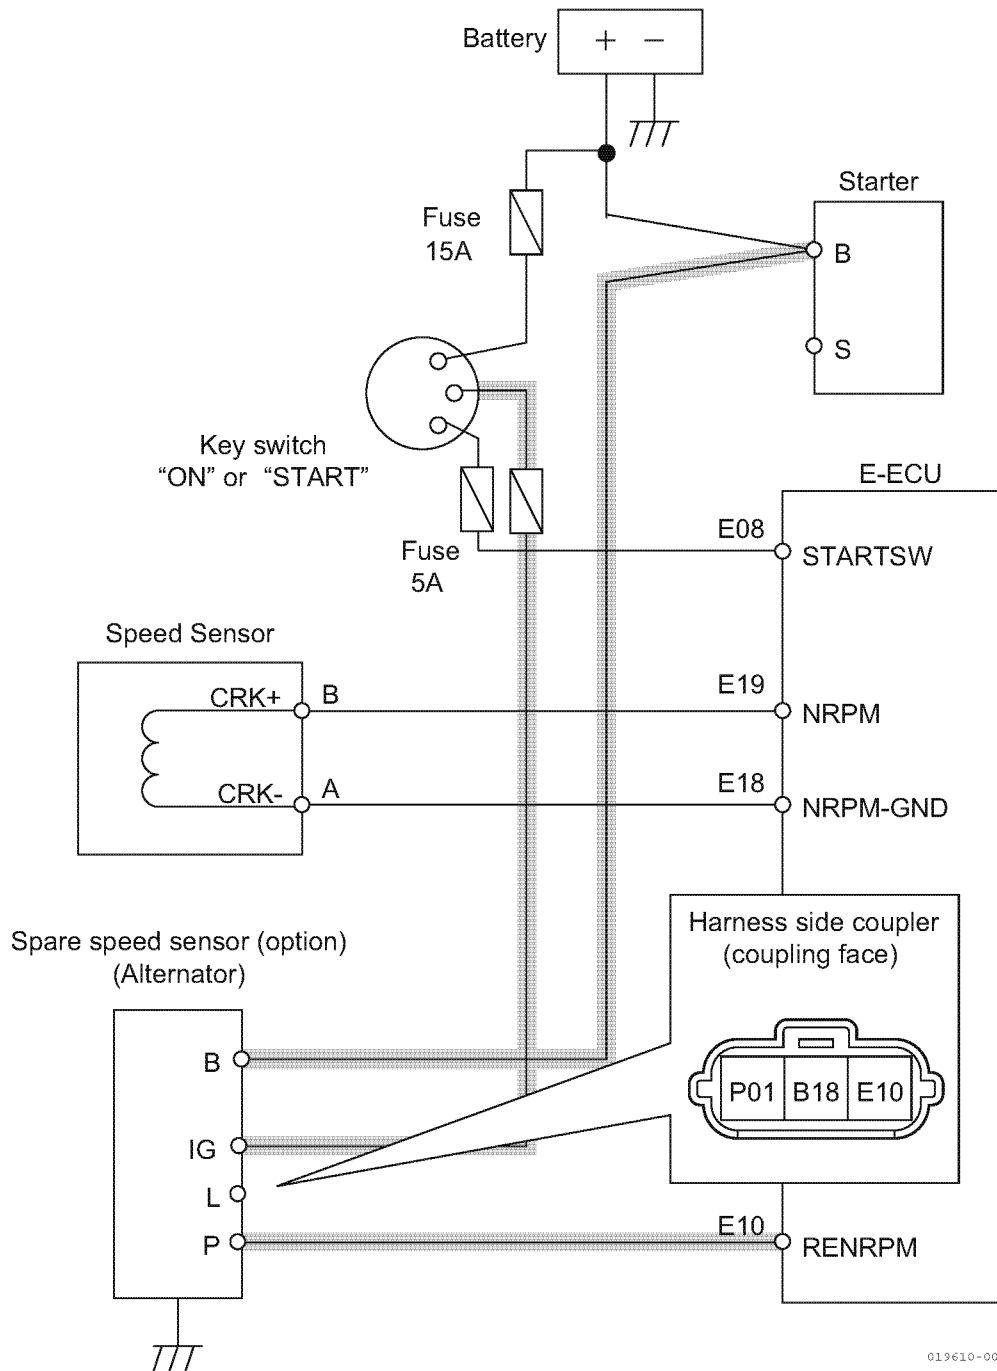 Battery
+ −
Starter
Fuse
15A
B
S
Key switch
“ON” or “START”
E-ECU
E08
STARTSW
Fuse
5A
Speed Sensor
CRK+
B
E19
NRPM
CRK-
A
E18
NRPM-GND
Spare speed sensor (option)
(Alternator)
Harness side coupler
(coupling face)
P01 B18 E10
B
IG
L
P
E10
RENRPM
019610-00